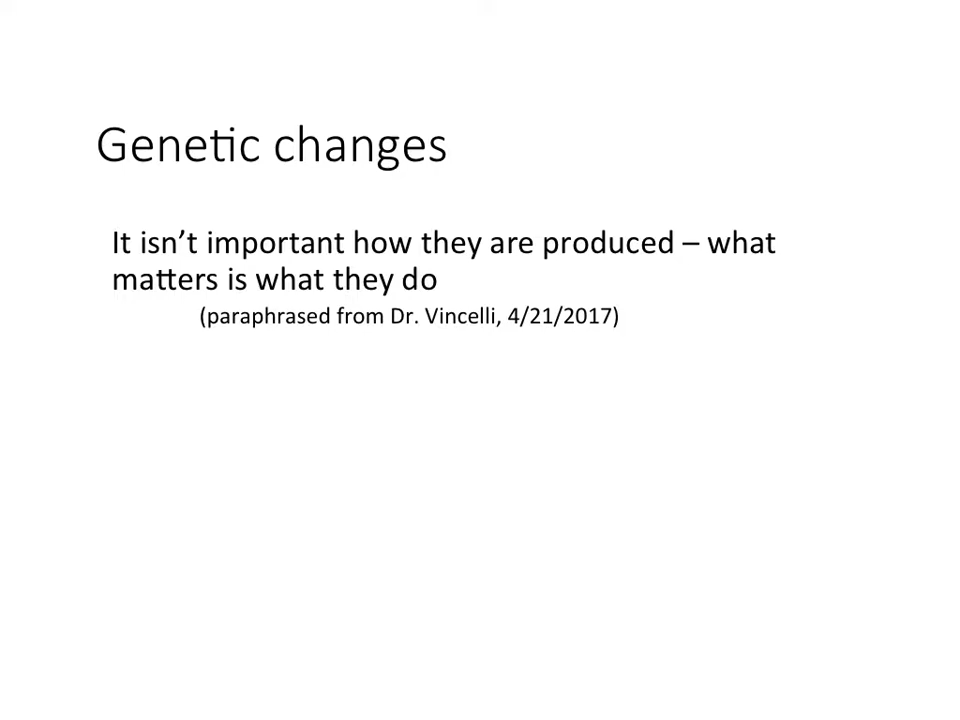 Genetic changes
It isn’t important how they are produced – what
matters is what they do
(paraphrased from Dr. Vincelli, 4/21/2017)